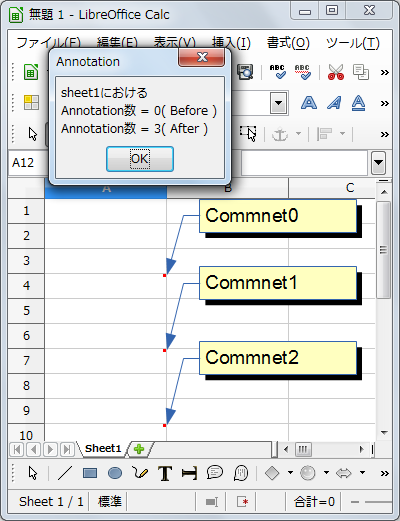 無題 1 - LibreOffice Calc
ファイル(F) 編集(E) 表示(V) 挿入(I) 書式(O) ツール(T)
Annotation
sheet1における
Annotation数 = 0( Before )
Annotation数 = 3( After )
OK
ABC ABC
A A A
A12
A B C
1
2
3
4
5
6
7
8
9
10
Commnet0
Commnet1
Commnet2
Sheet1
T
Sheet 1 / 1 標準 合計=0